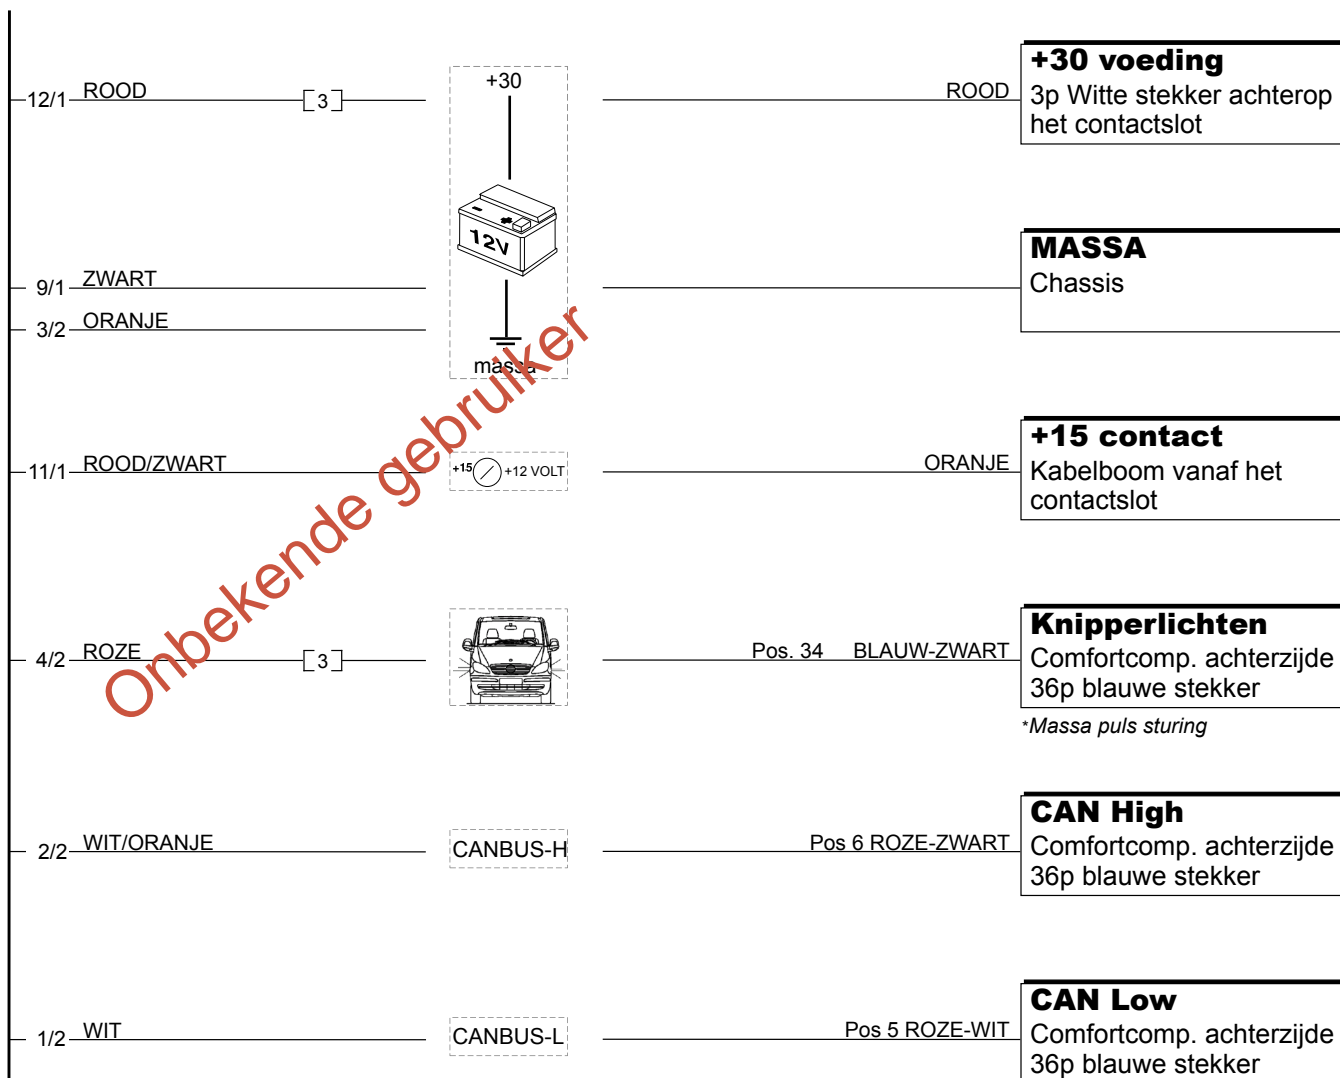 12/1 ROOD [3] +30 ROOD
+30 voeding
3p Witte stekker achterop
het contactslot
12V
9/1 ZWART
MASSA
Chassis
3/2 ORANJE
massa
11/1 ROOD/ZWART +15 +12 VOLT ORANJE
+15 contact
Kabelboom vanaf het
contactslot
4/2 ROZE [3] Pos. 34 BLAUW-ZWART
Knipperlichten
Comfortcomp. achterzijde
36p blauwe stekker
*Massa puls sturing
2/2 WIT/ORANJE CANBUS-H Pos 6 ROZE-ZWART
CAN High
Comfortcomp. achterzijde
36p blauwe stekker
1/2 WIT CANBUS-L Pos 5 ROZE-WIT
CAN Low
Comfortcomp. achterzijde
36p blauwe stekker
Onbekende gebruiker